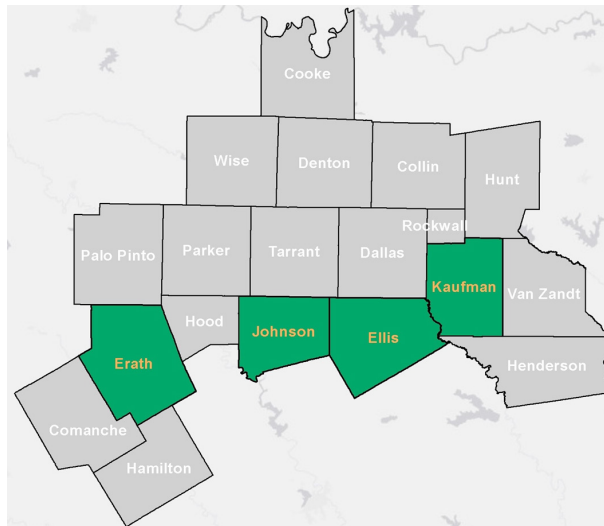 Cooke
Wise
Denton
Collin
Hunt
Rockwall
Palo Pinto
Parker
Tarrant
Dallas
Kaufman
Van Zandt
Hood
Johnson
Ellis
Erath
Henderson
Comanche
Hamilton